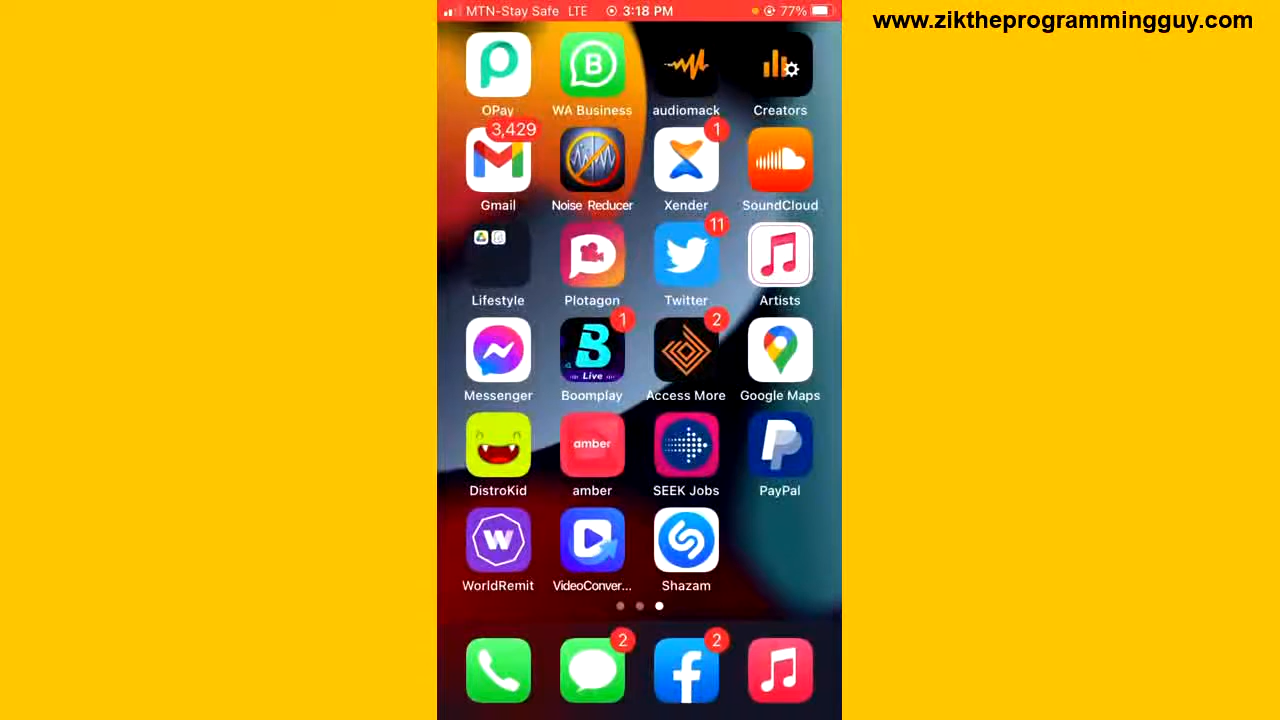 MTN-Stay Safe LTE 3:18 PM 77%
www.ziktheprogrammingguy.com
OPay WA Business audiomack Creators
3,429 1
Gmail Noise Reducer Xender SoundCloud
11
Lifestyle Plotagon Twitter Artists
1 2
Live
Messenger Boomplay Access More Google Maps
amber
DistroKid amber SEEK Jobs PayPal
WorldRemit VideoConver... Shazam
2 2